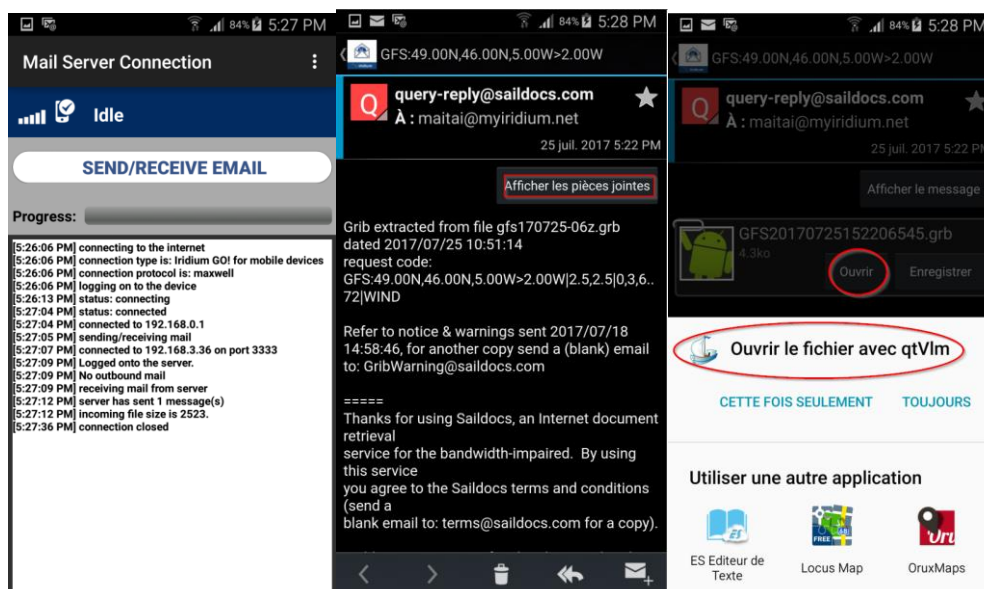 84% 5:27 PM
Mail Server Connection
Idle
SEND/RECEIVE EMAIL
Progress:
[5:26:06 PM] connecting to the internet
[5:26:06 PM] connection type is: Iridium GO! for mobile devices
[5:26:06 PM] connection protocol is: maxwell
[5:26:06 PM] logging on to the device
[5:26:13 PM] status: connecting
[5:27:04 PM] status: connected
[5:27:04 PM] connected to 192.168.0.1
[5:27:05 PM] sending/receiving mail
[5:27:07 PM] connected to 192.168.3.36 on port 3333
[5:27:09 PM] Logged onto the server.
[5:27:09 PM] No outbound mail
[5:27:09 PM] receiving mail from server
[5:27:12 PM] server has sent 1 message(s)
[5:27:12 PM] incoming file size is 2523.
[5:27:36 PM] connection closed
84% 5:28 PM
GFS:49.00N,46.00N,5.00W>2.00W
Q
query-reply@saildocs.com
À : maitai@myiridium.net
25 juil. 2017 5:22 PM
Afficher les pièces jointes
Grib extracted from file gfs170725-06z.grb
dated 2017/07/25 10:51:14
request code:
GFS:49.00N,46.00N,5.00W>2.00W|2.5,2.5|0,3,6..
72|WIND
Refer to notice & warnings sent 2017/07/18
14:58:46, for another copy send a (blank) email
to: GribWarning@saildocs.com
=====
Thanks for using Saildocs, an Internet document
retrieval
service for the bandwidth-impaired. By using
this service
you agree to the Saildocs terms and conditions
(send a
blank email to: terms@saildocs.com for a copy).
84% 5:28 PM
GFS:49.00N,46.00N,5.00W>2.00W
Q
query-reply@saildocs.com
À : maitai@myiridium.net
25 juil. 2017 5:22 PM
Afficher le message
GFS20170725152206545.grb
4.3ko
Ouvrir Enregistrer
Ouvrir le fichier avec qtVlm
CETTE FOIS SEULEMENT TOUJOURS
Utiliser une autre application
ES
FREE
Oru
ES Editeur de
Texte
Locus Map
OruxMaps